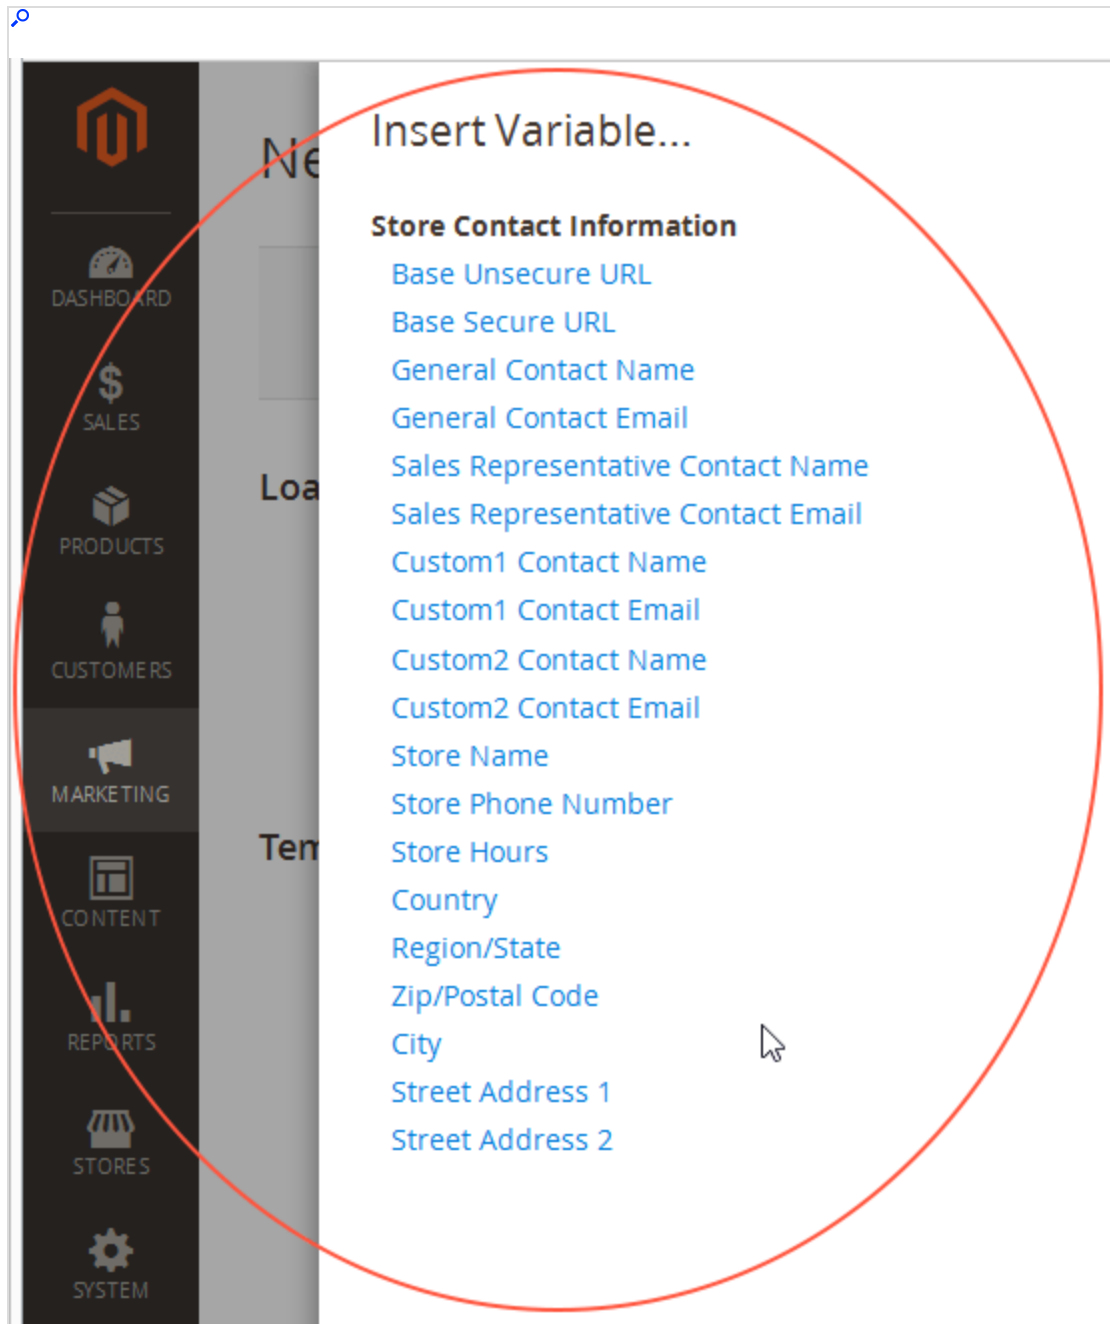 DASHBOARD
SALES
PRODUCTS
CUSTOMERS
MARKETING
CONTENT
REPORTS
STORES
SYSTEM
Ne
Loa
Tem
Insert Variable...
Store Contact Information
Base Unsecure URL
Base Secure URL
General Contact Name
General Contact Email
Sales Representative Contact Name
Sales Representative Contact Email
Custom1 Contact Name
Custom1 Contact Email
Custom2 Contact Name
Custom2 Contact Email
Store Name
Store Phone Number
Store Hours
Country
Region/State
Zip/Postal Code
City
Street Address 1
Street Address 2